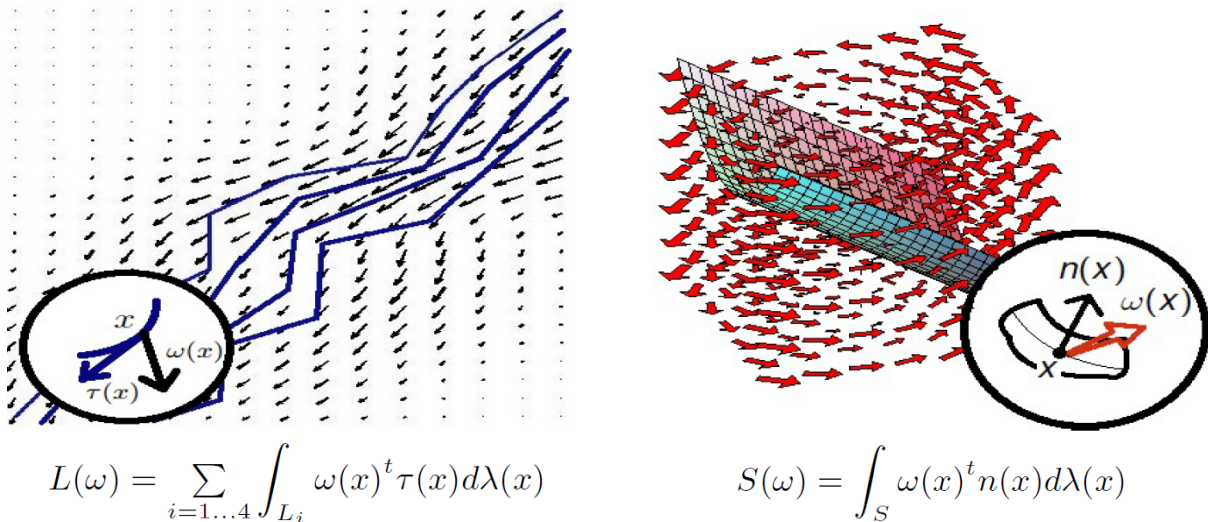 x
ω(x)
τ(x)
n(x)
ω(x)
x
L(ω) = ∑_{i=1...4} ∫_{L_i} ω(x)^t τ(x)dλ(x)
S(ω) = ∫_S ω(x)^t n(x)dλ(x)